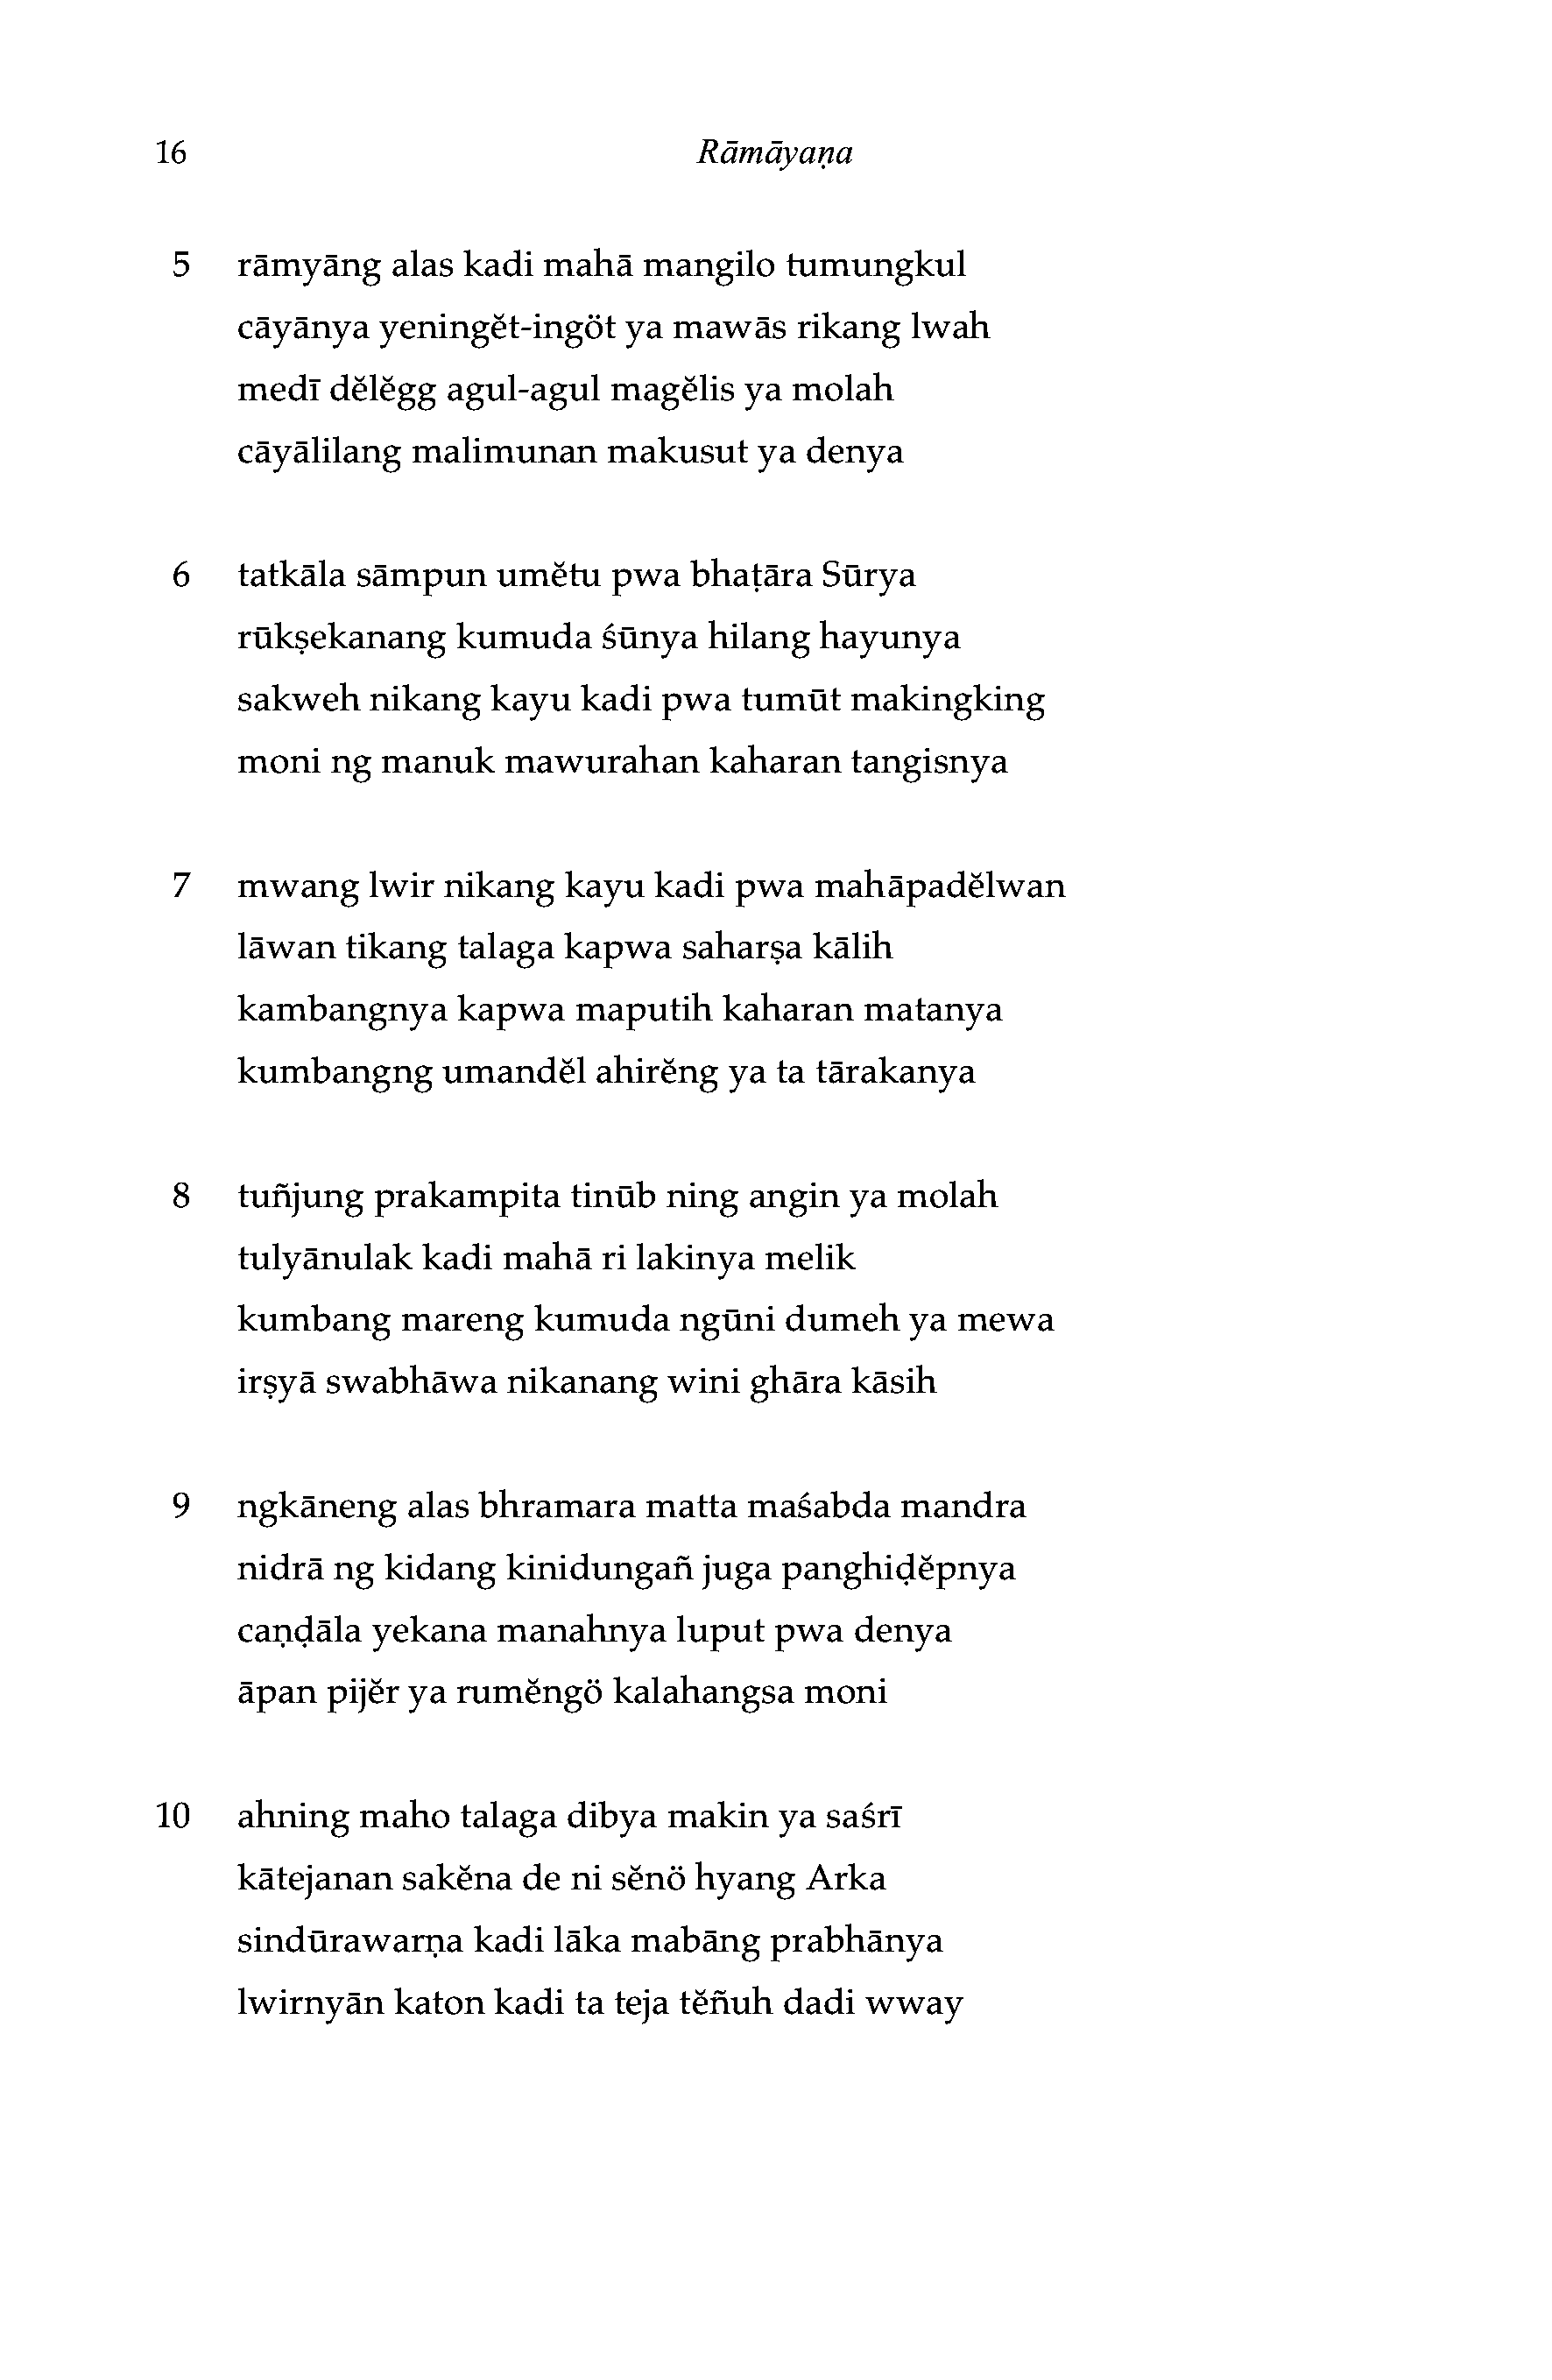 16 Rāmāyaṇa
5 rāmyāng alas kadi mahā mangilo tumungkul
cāyānya yeningĕt-ingöt ya mawās rikang lwah
medī dĕlĕgg agul-agul magĕlis ya molah
cāyālilang malimunan makusut ya denya
6 tatkāla sāmpun umĕtu pwa bhaṭāra Sūrya
rūkṣekanang kumuda śūnya hilang hayunya
sakweh nikang kayu kadi pwa tumūt makingking
moni ng manuk mawurahan kaharan tangisnya
7 mwang lwir nikang kayu kadi pwa mahāpadĕlwan
lāwan tikang talaga kapwa saharṣa kālih
kambangnya kapwa maputih kaharan matanya
kumbangng umandĕl ahirĕng ya ta tārakanya
8 tuñjung prakampita tinūb ning angin ya molah
tulyānulak kadi mahā ri lakinya melik
kumbang mareng kumuda ngūni dumeh ya mewa
irṣyā swabhāwa nikanang wini ghāra kāsih
9 ngkāneng alas bhramara matta maśabda mandra
nidrā ng kidang kinidungañ juga panghiḍĕpnya
caṇḍāla yekana manahnya luput pwa denya
āpan pijĕr ya rumĕngö kalahangsa moni
10 ahning maho talaga dibya makin ya saśrī
kātejanan sakĕna de ni sĕnö hyang Arka
sindūrawarṇa kadi lāka mabāng prabhānya
lwirnyān katon kadi ta teja tĕñuh dadi wway